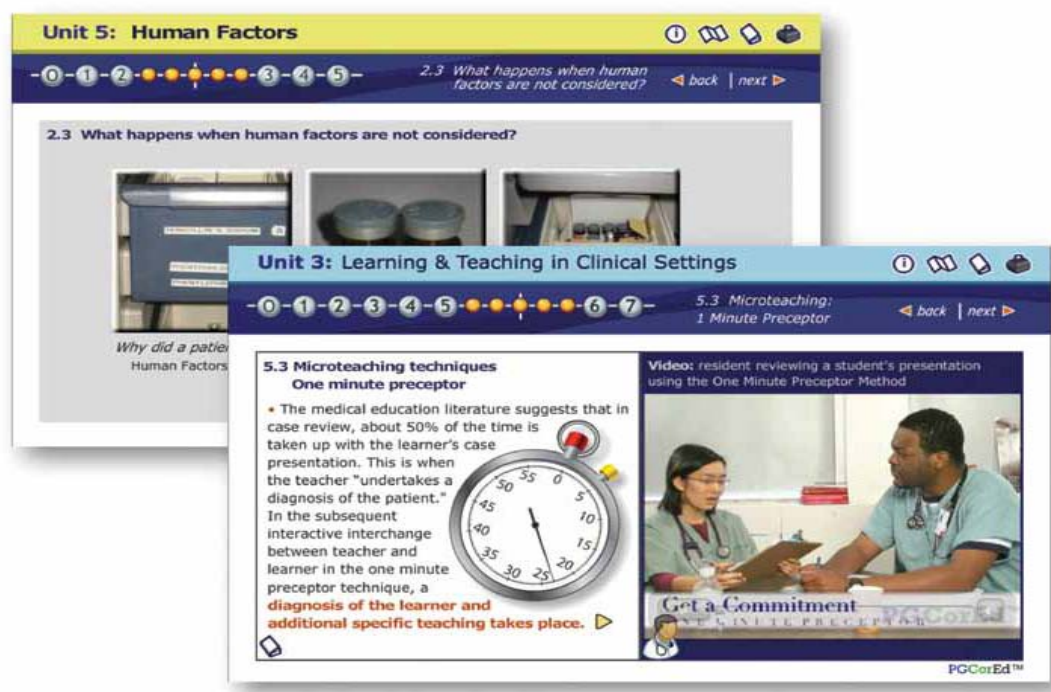 Unit 5: Human Factors
0 1 2 3 4 5
2.3 What happens when human
factors are not considered?
back | next
2.3 What happens when human factors are not considered?
Why did a patie
Human Factors
Unit 3: Learning & Teaching in Clinical Settings
0 1 2 3 4 5 6 7
5.3 Microteaching:
1 Minute Preceptor
back | next
5.3 Microteaching techniques
One minute preceptor
• The medical education literature suggests that in
case review, about 50% of the time is
taken up with the learner's case
presentation. This is when
the teacher "undertakes a
diagnosis of the patient."
In the subsequent
interactive interchange
between teacher and
learner in the one minute
preceptor technique, a
diagnosis of the learner and
additional specific teaching takes place.
0 5 10 15 20 25 30 35 40 45 50 55
Video: resident reviewing a student's presentation
using the One Minute Preceptor Method
Get a Commitment
PGCorEd
ONE MINUTE PRECEPTOR
PGCorEd™